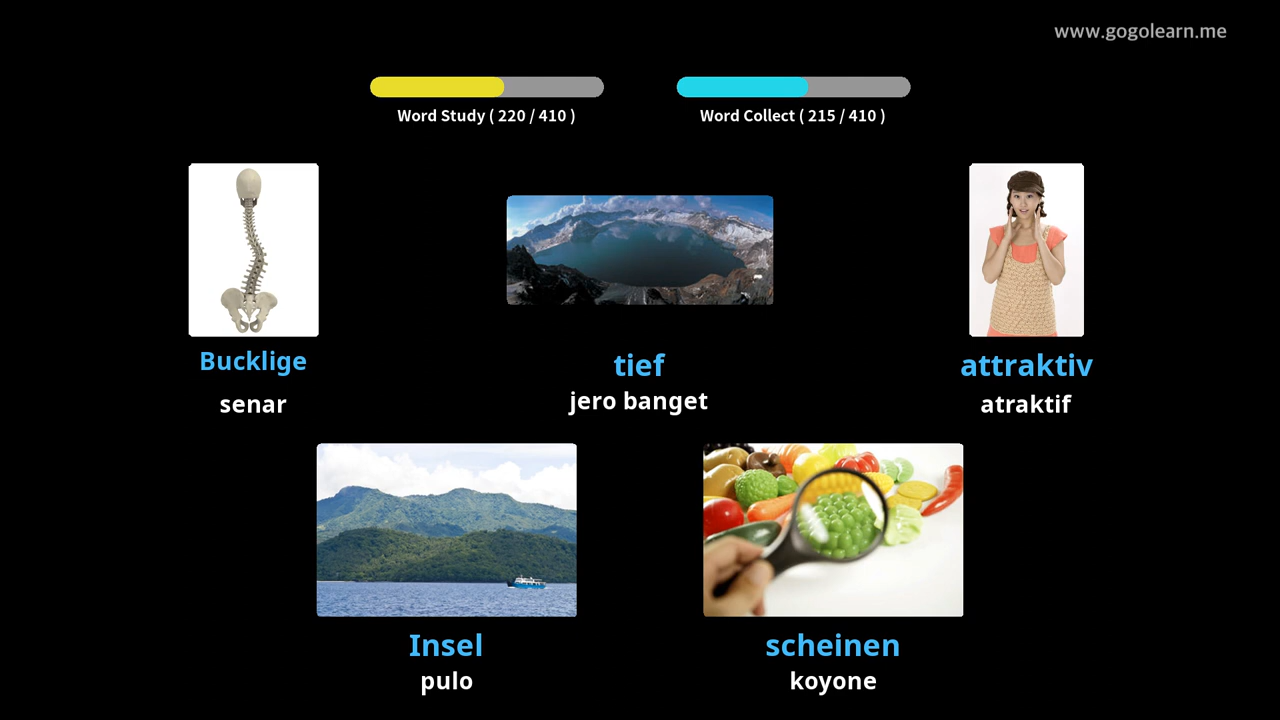 www.gogolearn.me
Word Study ( 220 / 410 )
Word Collect ( 215 / 410 )
Bucklige
senar
tief
jero banget
attraktiv
atraktif
Insel
pulo
scheinen
koyone